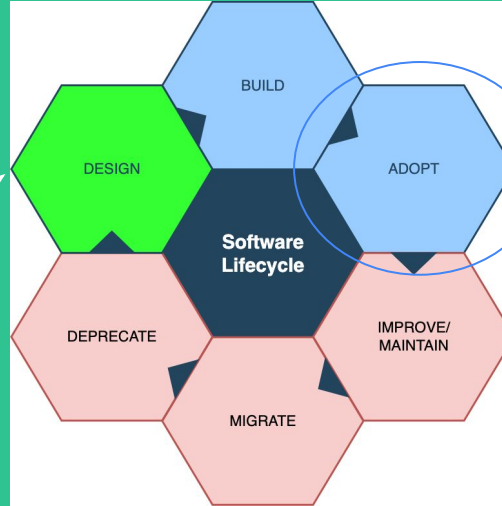 BUILD
DESIGN
ADOPT
Software
Lifecycle
DEPRECATE
IMPROVE/
MAINTAIN
MIGRATE